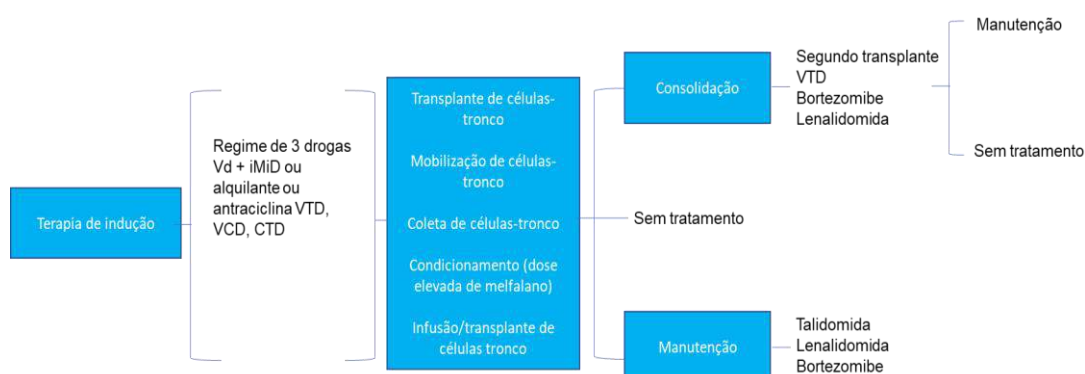 Terapia de indução
Regime de 3 drogas
Vd + iMiD ou
alquilante ou
antraciclina VTD,
VCD, CTD
Transplante de células-
tronco
Mobilização de células-
tronco
Coleta de células-tronco
Condicionamento (dose
elevada de melfalano)
Infusão/transplante de
células tronco
Consolidação
Segundo transplante
VTD
Bortezomibe
Lenalidomida
Manutenção
Sem tratamento
Sem tratamento
Manutenção
Talidomida
Lenalidomida
Bortezomibe